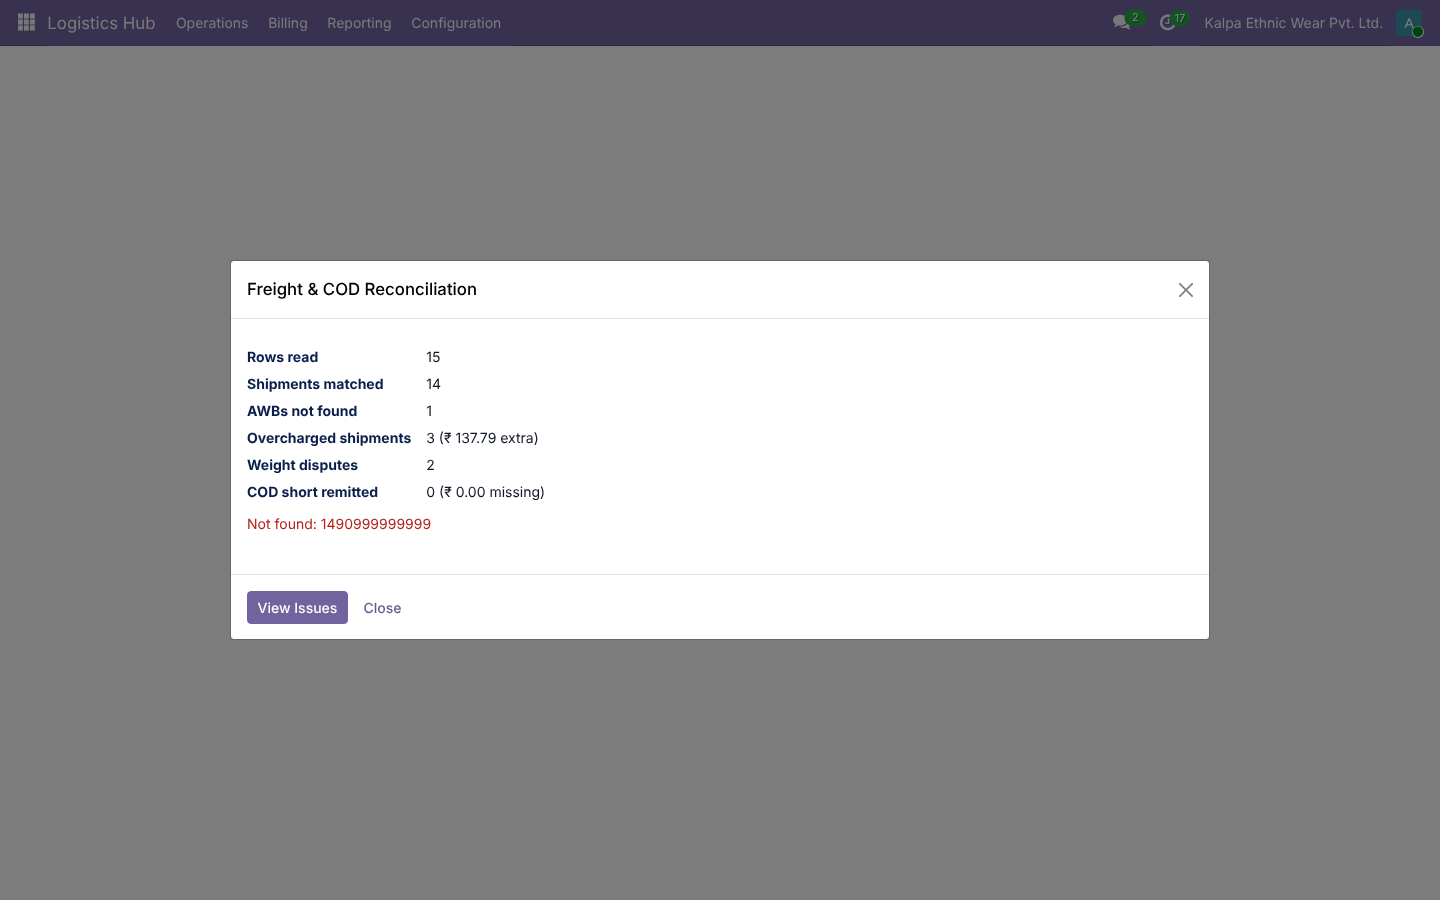 Logistics Hub Operations Billing Reporting Configuration 2 17 Kalpa Ethnic Wear Pvt. Ltd. A
Freight & COD Reconciliation
Rows read 15
Shipments matched 14
AWBs not found 1
Overcharged shipments 3 (₹ 137.79 extra)
Weight disputes 2
COD short remitted 0 (₹ 0.00 missing)
Not found: 1490999999999
View Issues Close